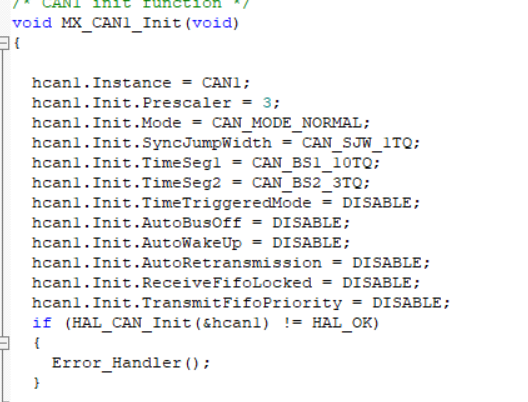 /* CAN1 init function */
void MX_CAN1_Init(void)
{
hcan1.Instance = CAN1;
hcan1.Init.Prescaler = 3;
hcan1.Init.Mode = CAN_MODE_NORMAL;
hcan1.Init.SyncJumpWidth = CAN_SJW_1TQ;
hcan1.Init.TimeSeg1 = CAN_BS1_10TQ;
hcan1.Init.TimeSeg2 = CAN_BS2_3TQ;
hcan1.Init.TimeTriggeredMode = DISABLE;
hcan1.Init.AutoBusOff = DISABLE;
hcan1.Init.AutoWakeUp = DISABLE;
hcan1.Init.AutoRetransmission = DISABLE;
hcan1.Init.ReceiveFifoLocked = DISABLE;
hcan1.Init.TransmitFifoPriority = DISABLE;
if (HAL_CAN_Init(&hcan1) != HAL_OK)
{
Error_Handler();
}